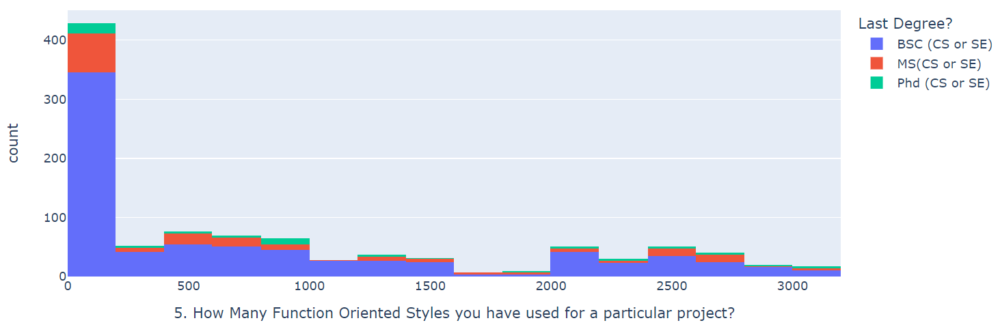 Last Degree?
BSC (CS or SE)
MS(CS or SE)
Phd (CS or SE)
count
400
300
200
100
0
0 500 1000 1500 2000 2500 3000
5. How Many Function Oriented Styles you have used for a particular project?